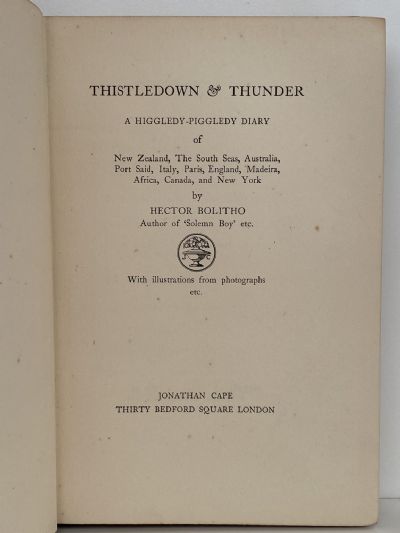 THISTLEDOWN & THUNDER
A HIGGLEDY-PIGGLEDY DIARY
of
New Zealand, The South Seas, Australia,
Port Said, Italy, Paris, England, Madeira,
Africa, Canada, and New York
by
HECTOR BOLITHO
Author of ‘Solemn Boy’ etc.
With illustrations from photographs
etc.
JONATHAN CAPE
THIRTY BEDFORD SQUARE LONDON